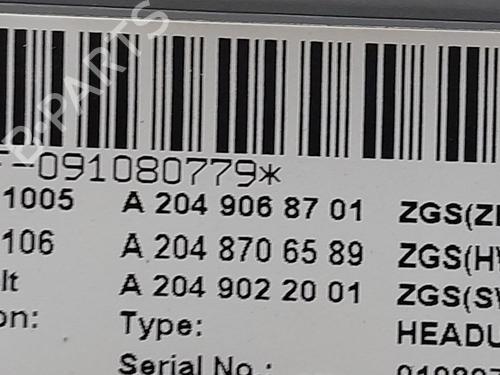 -091080779*
1005 A 204 906 87 01 ZGS(Z
106 A 204 870 65 89 ZGS(H
lt A 204 902 20 01 ZGS(S
on: Type: HEADU
Serial No.:
B-PARTS